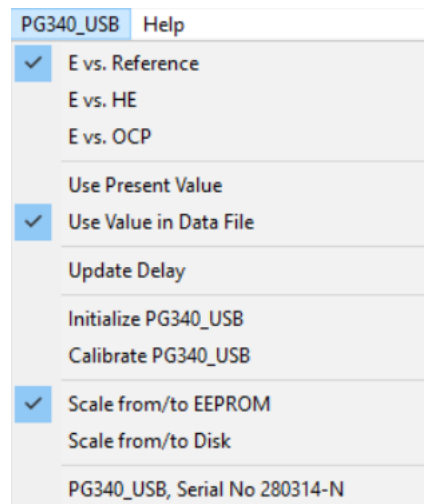 PG340_USB Help
E vs. Reference
E vs. HE
E vs. OCP
Use Present Value
Use Value in Data File
Update Delay
Initialize PG340_USB
Calibrate PG340_USB
Scale from/to EEPROM
Scale from/to Disk
PG340_USB, Serial No 280314-N